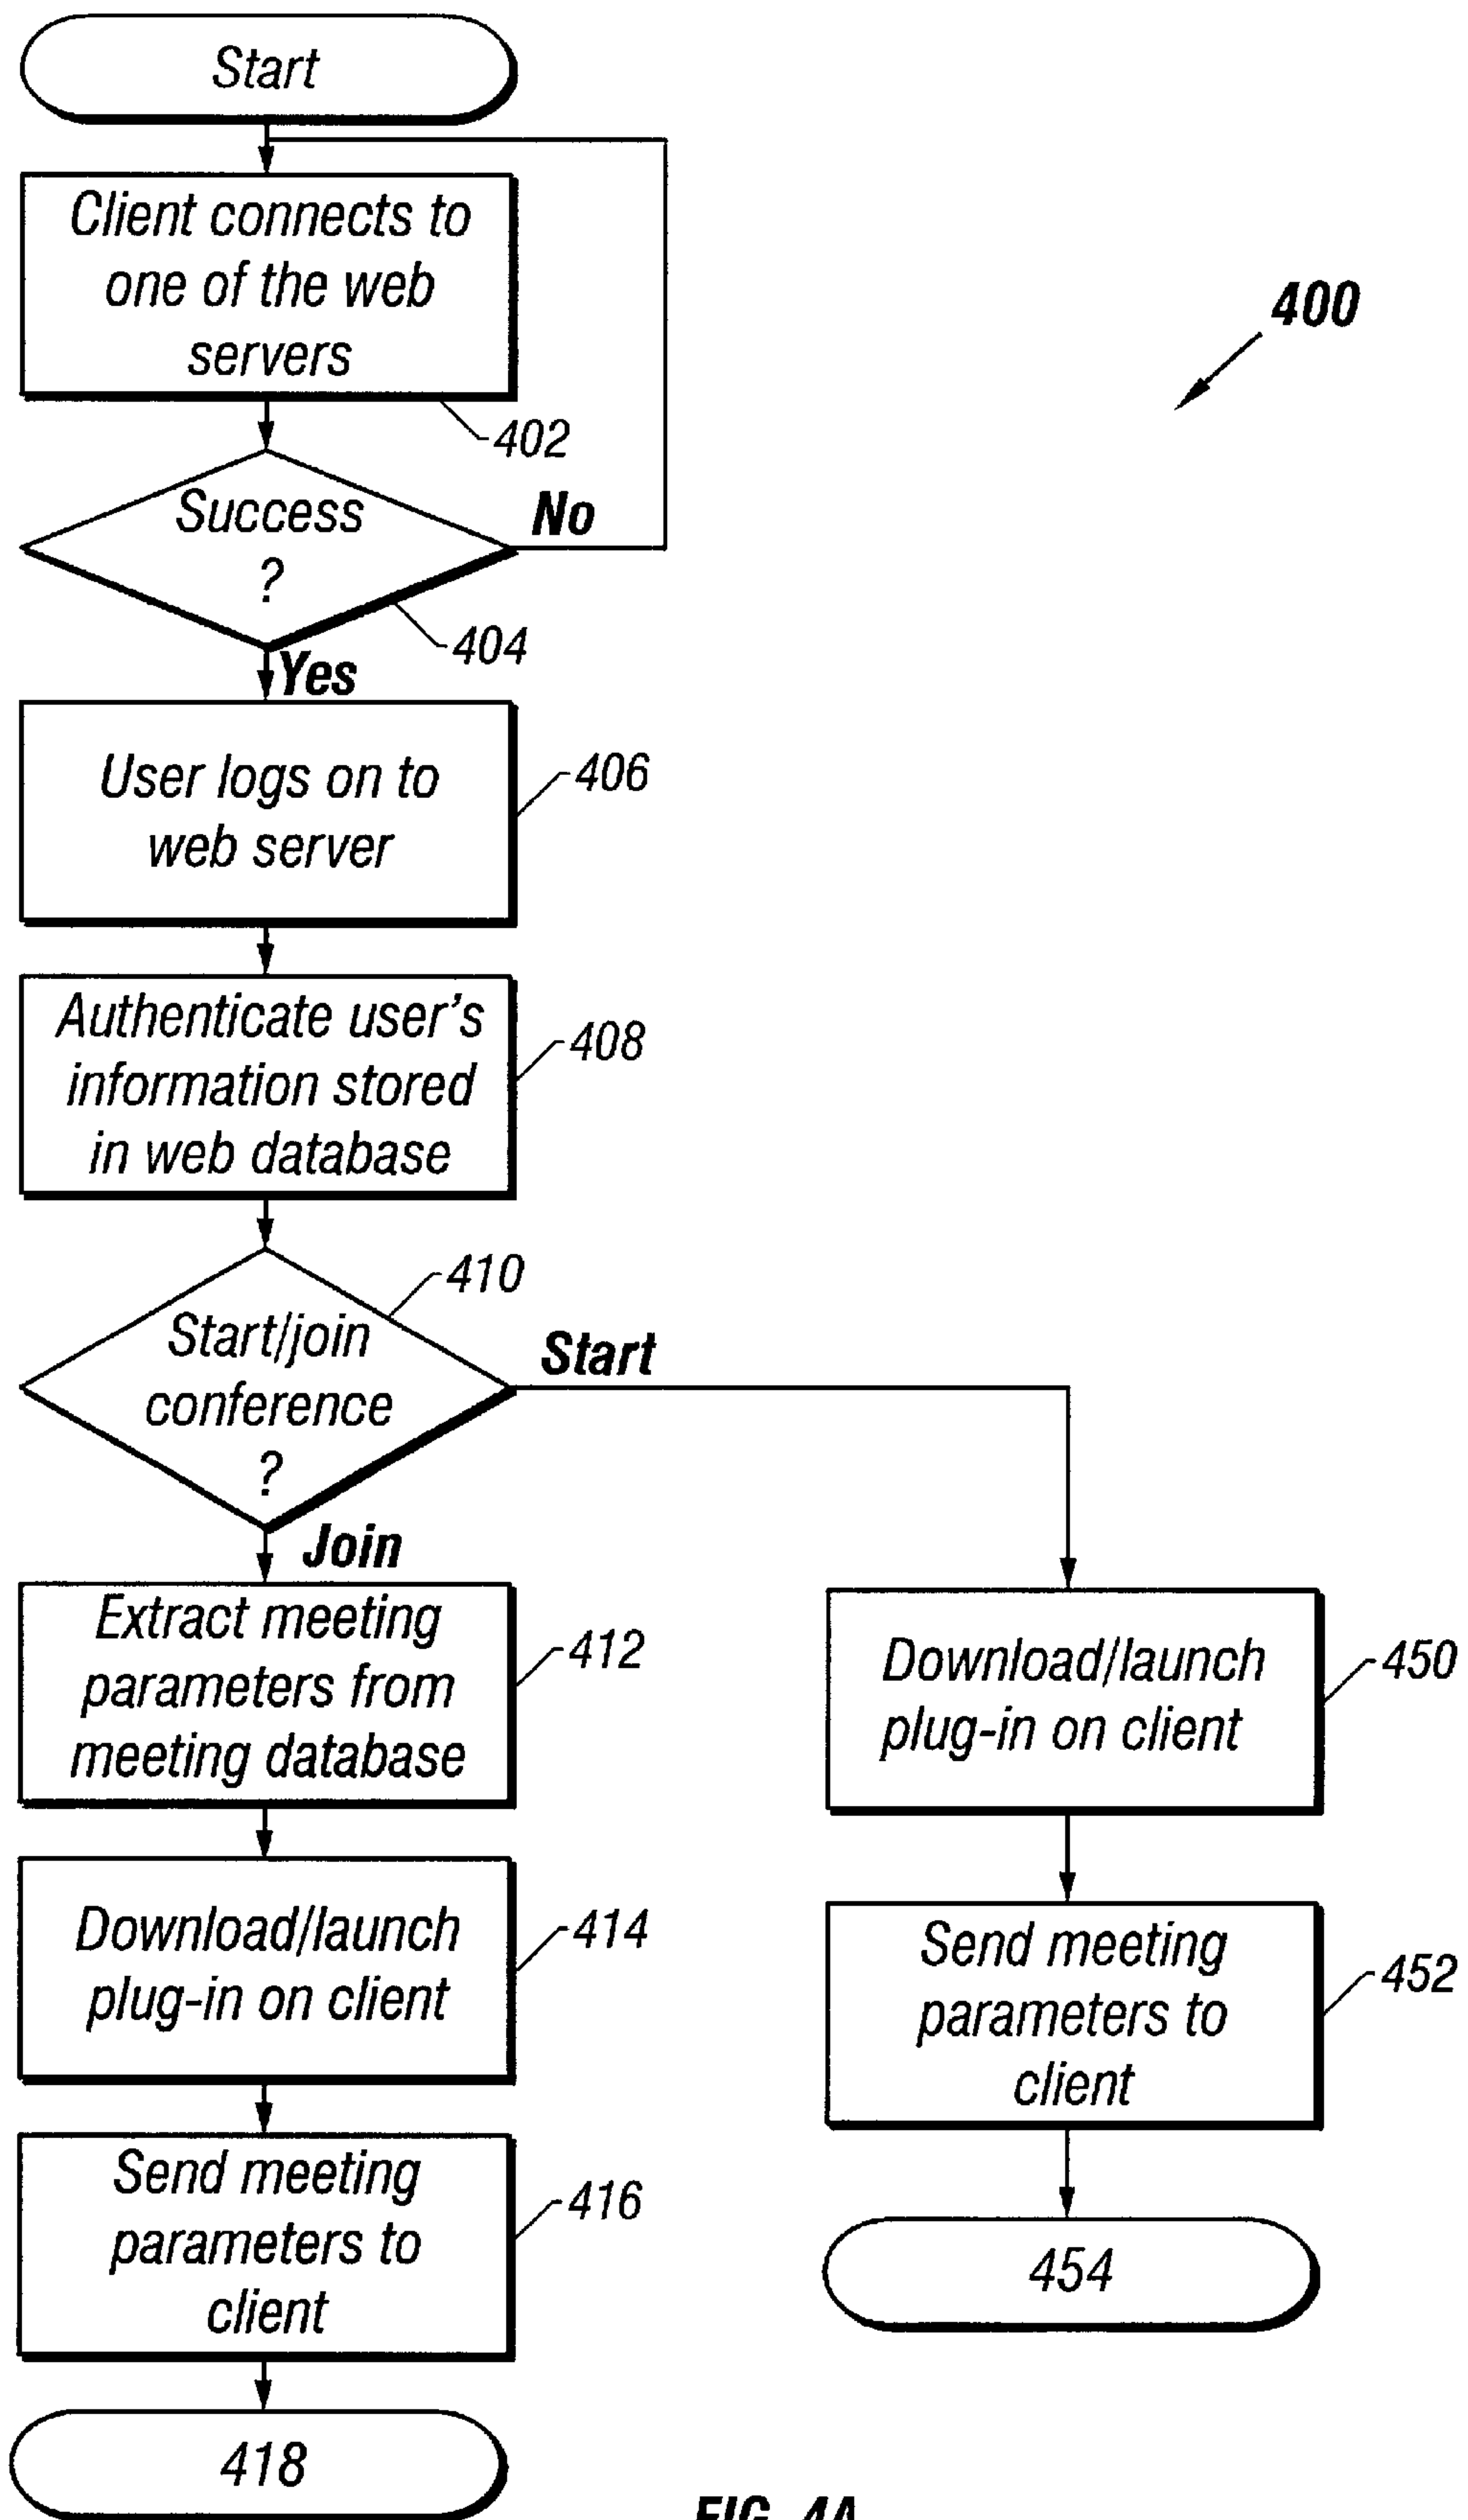 Start
Client connects to
one of the web
servers
400
402
Success
?
No
404
Yes
User logs on to
web server
406
Authenticate user's
information stored
in web database
408
410
Start/join
conference
?
Start
Join
Extract meeting
parameters from
meeting database
412
Download/launch
plug-in on client
450
Download/launch
plug-in on client
414
Send meeting
parameters to
client
452
Send meeting
parameters to
client
416
454
418
FIG. 4A